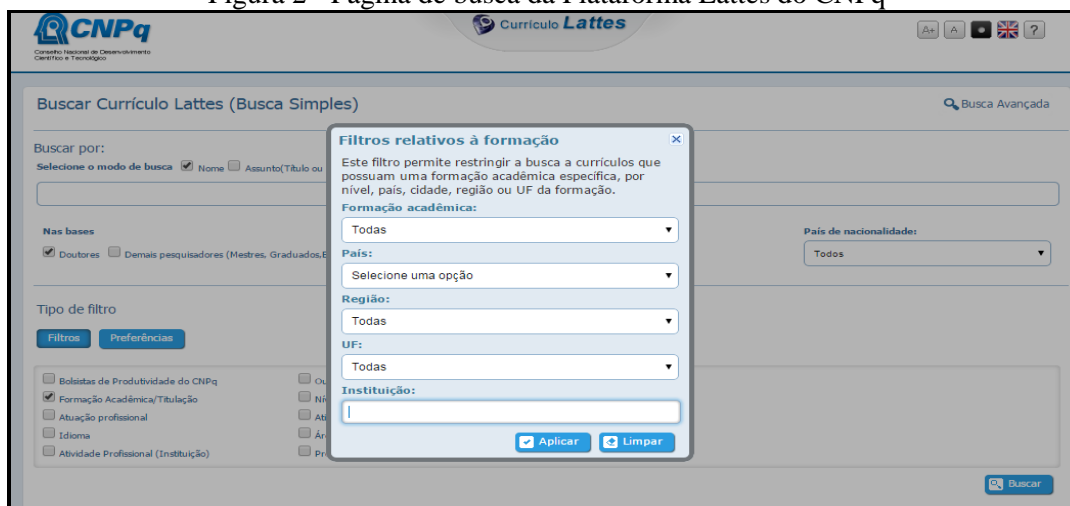 Figura 2 - Página de busca da Plataforma Lattes do CNPq
CNPq
Conselho Nacional de Desenvolvimento
Científico e Tecnológico
Currículo Lattes
A+ A ?
Buscar Currículo Lattes (Busca Simples)
Busca Avançada
Buscar por:
Selecione o modo de busca Nome Assunto(Título ou
Nas bases
Doutores Demais pesquisadores (Mestres, Graduados,E
País de nacionalidade:
Todos
Tipo de filtro
Filtros Preferências
Bolsistas de Produtividade do CNPq
Formação Acadêmica/Titulação
Atuação profissional
Idioma
Atividade Profissional (Instituição)
Ou
Ní
Ati
Ár
Pr
Filtros relativos à formação
Este filtro permite restringir a busca a currículos que
possuam uma formação acadêmica específica, por
nível, país, cidade, região ou UF da formação.
Formação acadêmica:
Todas
País:
Selecione uma opção
Região:
Todas
UF:
Todas
Instituição:
Aplicar Limpar
Buscar